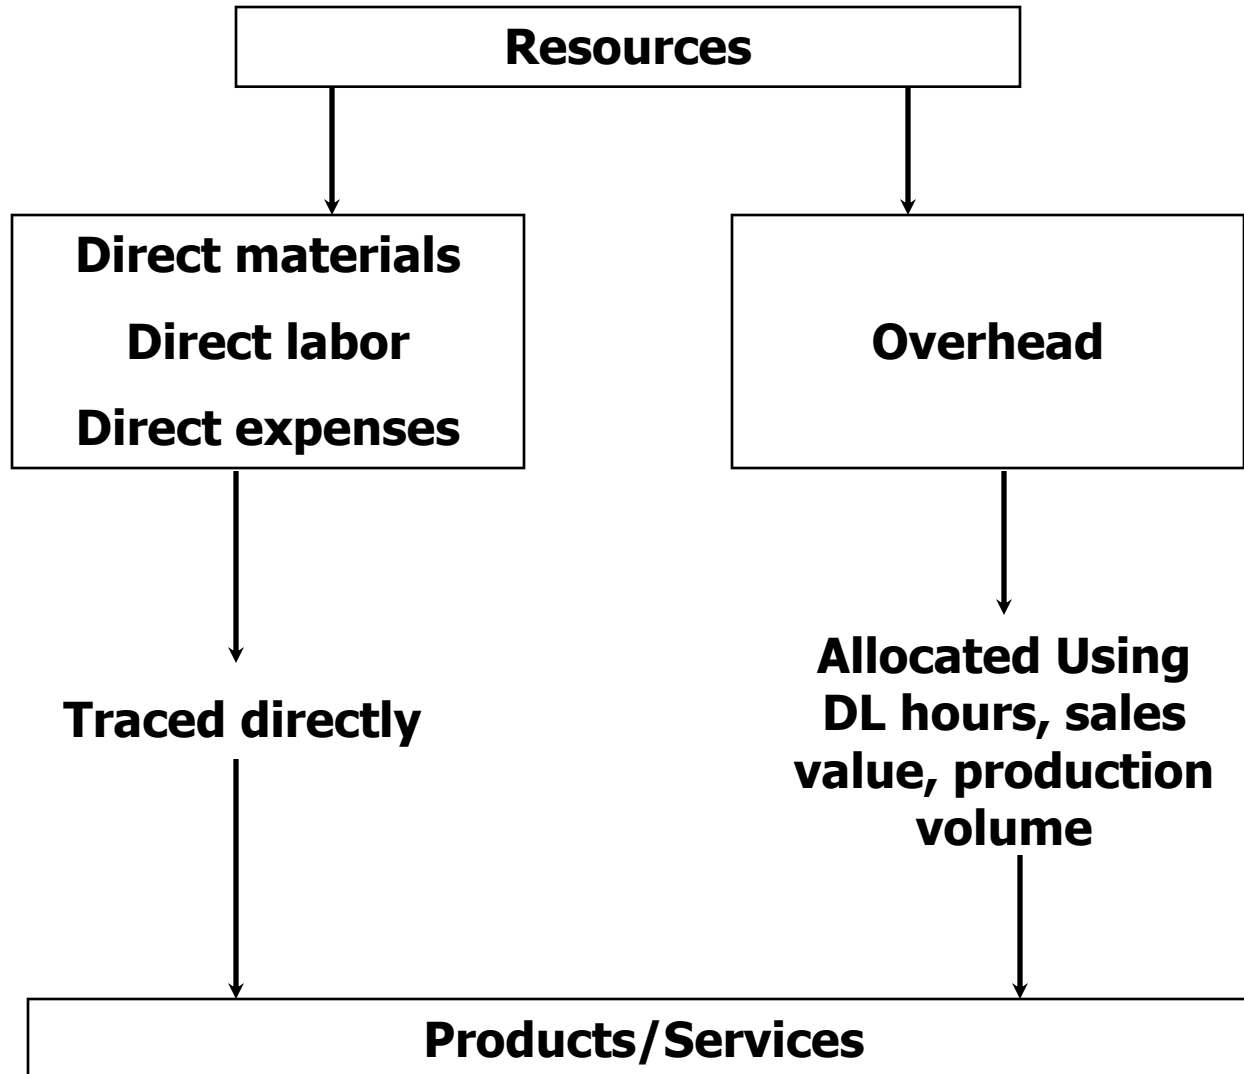 Resources
Direct materials
Direct labor
Direct expenses
Overhead
Traced directly
Allocated Using
DL hours, sales
value, production
volume
Products/Services